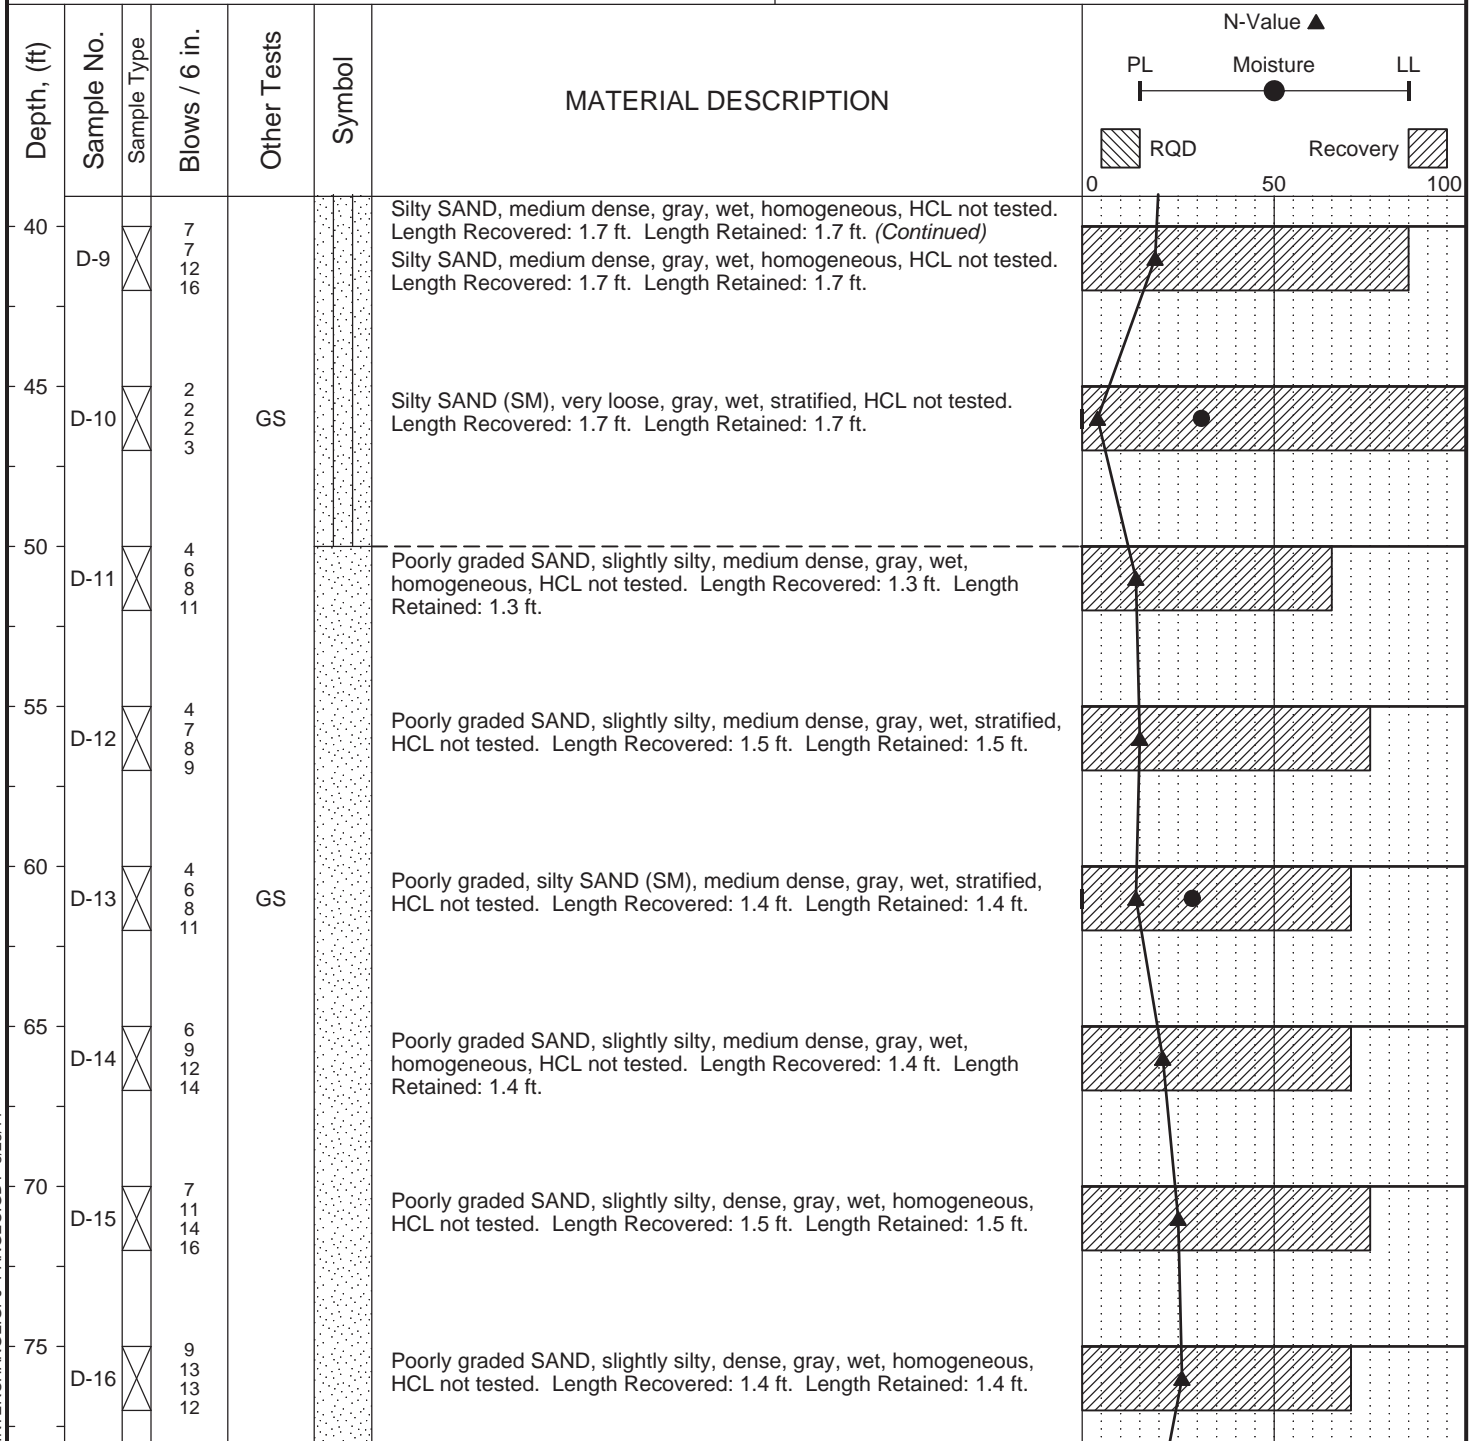 Depth, (ft)
Sample No.
Sample Type
Blows / 6 in.
Other Tests
Symbol
MATERIAL DESCRIPTION
N-Value
PL Moisture LL
RQD Recovery
0 50 100
40
D-9
7
7
12
16
Silty SAND, medium dense, gray, wet, homogeneous, HCL not tested.
Length Recovered: 1.7 ft. Length Retained: 1.7 ft. (Continued)
Silty SAND, medium dense, gray, wet, homogeneous, HCL not tested.
Length Recovered: 1.7 ft. Length Retained: 1.7 ft.
45
D-10
2
2
2
3
GS
Silty SAND (SM), very loose, gray, wet, stratified, HCL not tested.
Length Recovered: 1.7 ft. Length Retained: 1.7 ft.
50
D-11
4
6
8
11
Poorly graded SAND, slightly silty, medium dense, gray, wet,
homogeneous, HCL not tested. Length Recovered: 1.3 ft. Length
Retained: 1.3 ft.
55
D-12
4
7
8
9
Poorly graded SAND, slightly silty, medium dense, gray, wet, stratified,
HCL not tested. Length Recovered: 1.5 ft. Length Retained: 1.5 ft.
60
D-13
4
6
8
11
GS
Poorly graded, silty SAND (SM), medium dense, gray, wet, stratified,
HCL not tested. Length Recovered: 1.4 ft. Length Retained: 1.4 ft.
65
D-14
6
9
12
14
Poorly graded SAND, slightly silty, medium dense, gray, wet,
homogeneous, HCL not tested. Length Recovered: 1.4 ft. Length
Retained: 1.4 ft.
70
D-15
7
11
14
16
Poorly graded SAND, slightly silty, dense, gray, wet, homogeneous,
HCL not tested. Length Recovered: 1.5 ft. Length Retained: 1.5 ft.
75
D-16
9
13
13
12
Poorly graded SAND, slightly silty, dense, gray, wet, homogeneous,
HCL not tested. Length Recovered: 1.4 ft. Length Retained: 1.4 ft.